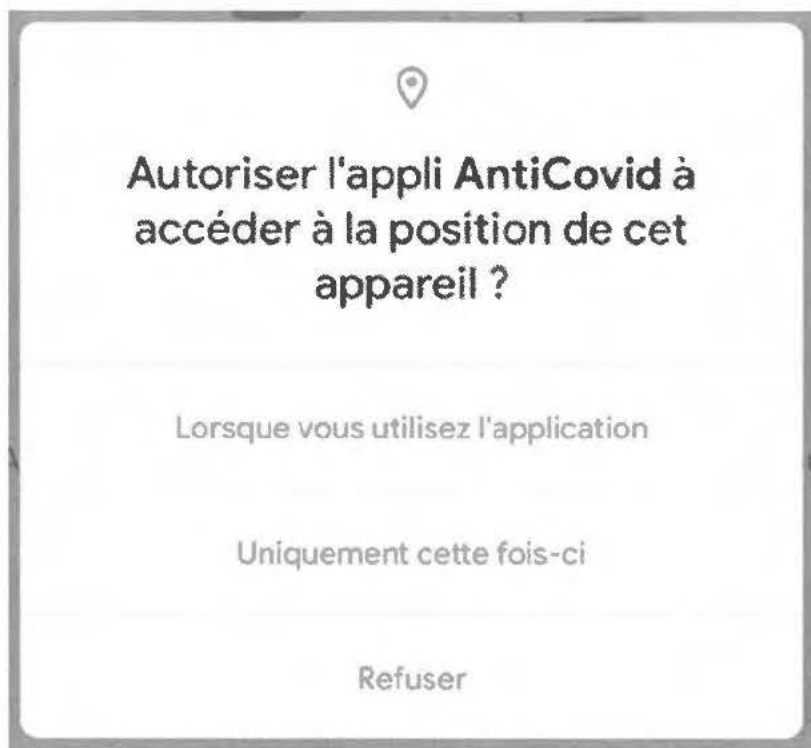 Autoriser l'appli AntiCovid à
accéder à la position de cet
appareil ?
Lorsque vous utilisez l'application
Uniquement cette fois-ci
Refuser